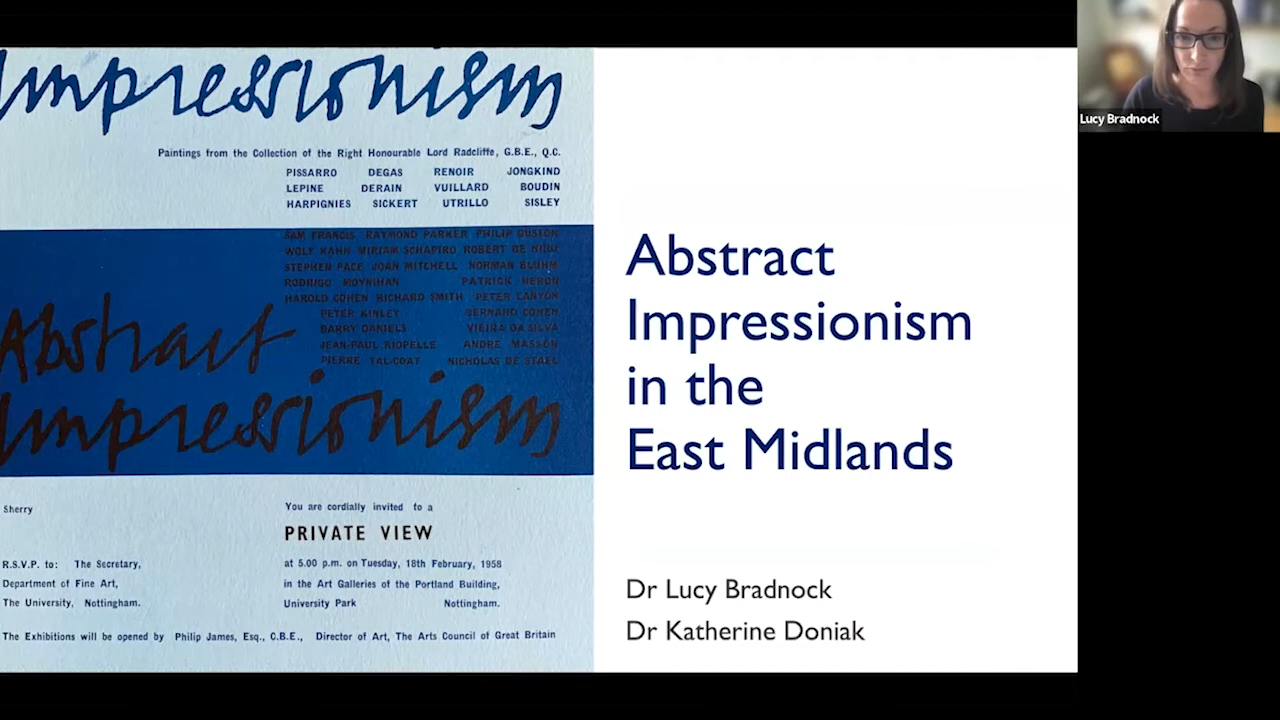 Impressionism
Paintings from the Collection of the Right Honourable Lord Radcliffe, G.B.E., Q.C.
PISSARRO DEGAS RENOIR JONGKIND
LEPINE DERAIN VUILLARD BOUDIN
HARPIGNIES SICKERT UTRILLO SISLEY
SAM FRANCIS RAYMOND PARKER PHILIP GUSTON
WOLF KAHN MIRIAM SCHAPIRO ROBERT DE NIRO
STEPHEN PACE JOAN MITCHELL NORMAN BLUHM
RODRIGO MOYNIHAN PATRICK HERON
HAROLD COHEN RICHARD SMITH PETER LANYON
PETER KINLEY BERNARD COHEN
BARRY DANIELS VIEIRA DA SILVA
JEAN-PAUL RIOPELLE ANDRE MASSON
PIERRE TAL-COAT NICHOLAS DE STAEL
Abstract
Impressionism
Sherry
You are cordially invited to a
PRIVATE VIEW
R.S.V.P. to: The Secretary,
Department of Fine Art,
The University, Nottingham.
at 5.00 p.m. on Tuesday, 18th February, 1958
in the Art Galleries of the Portland Building,
University Park Nottingham.
The Exhibitions will be opened by Philip James, Esq., C.B.E., Director of Art, The Arts Council of Great Britain
Abstract
Impressionism
in the
East Midlands
Dr Lucy Bradnock
Dr Katherine Doniak
Lucy Bradnock